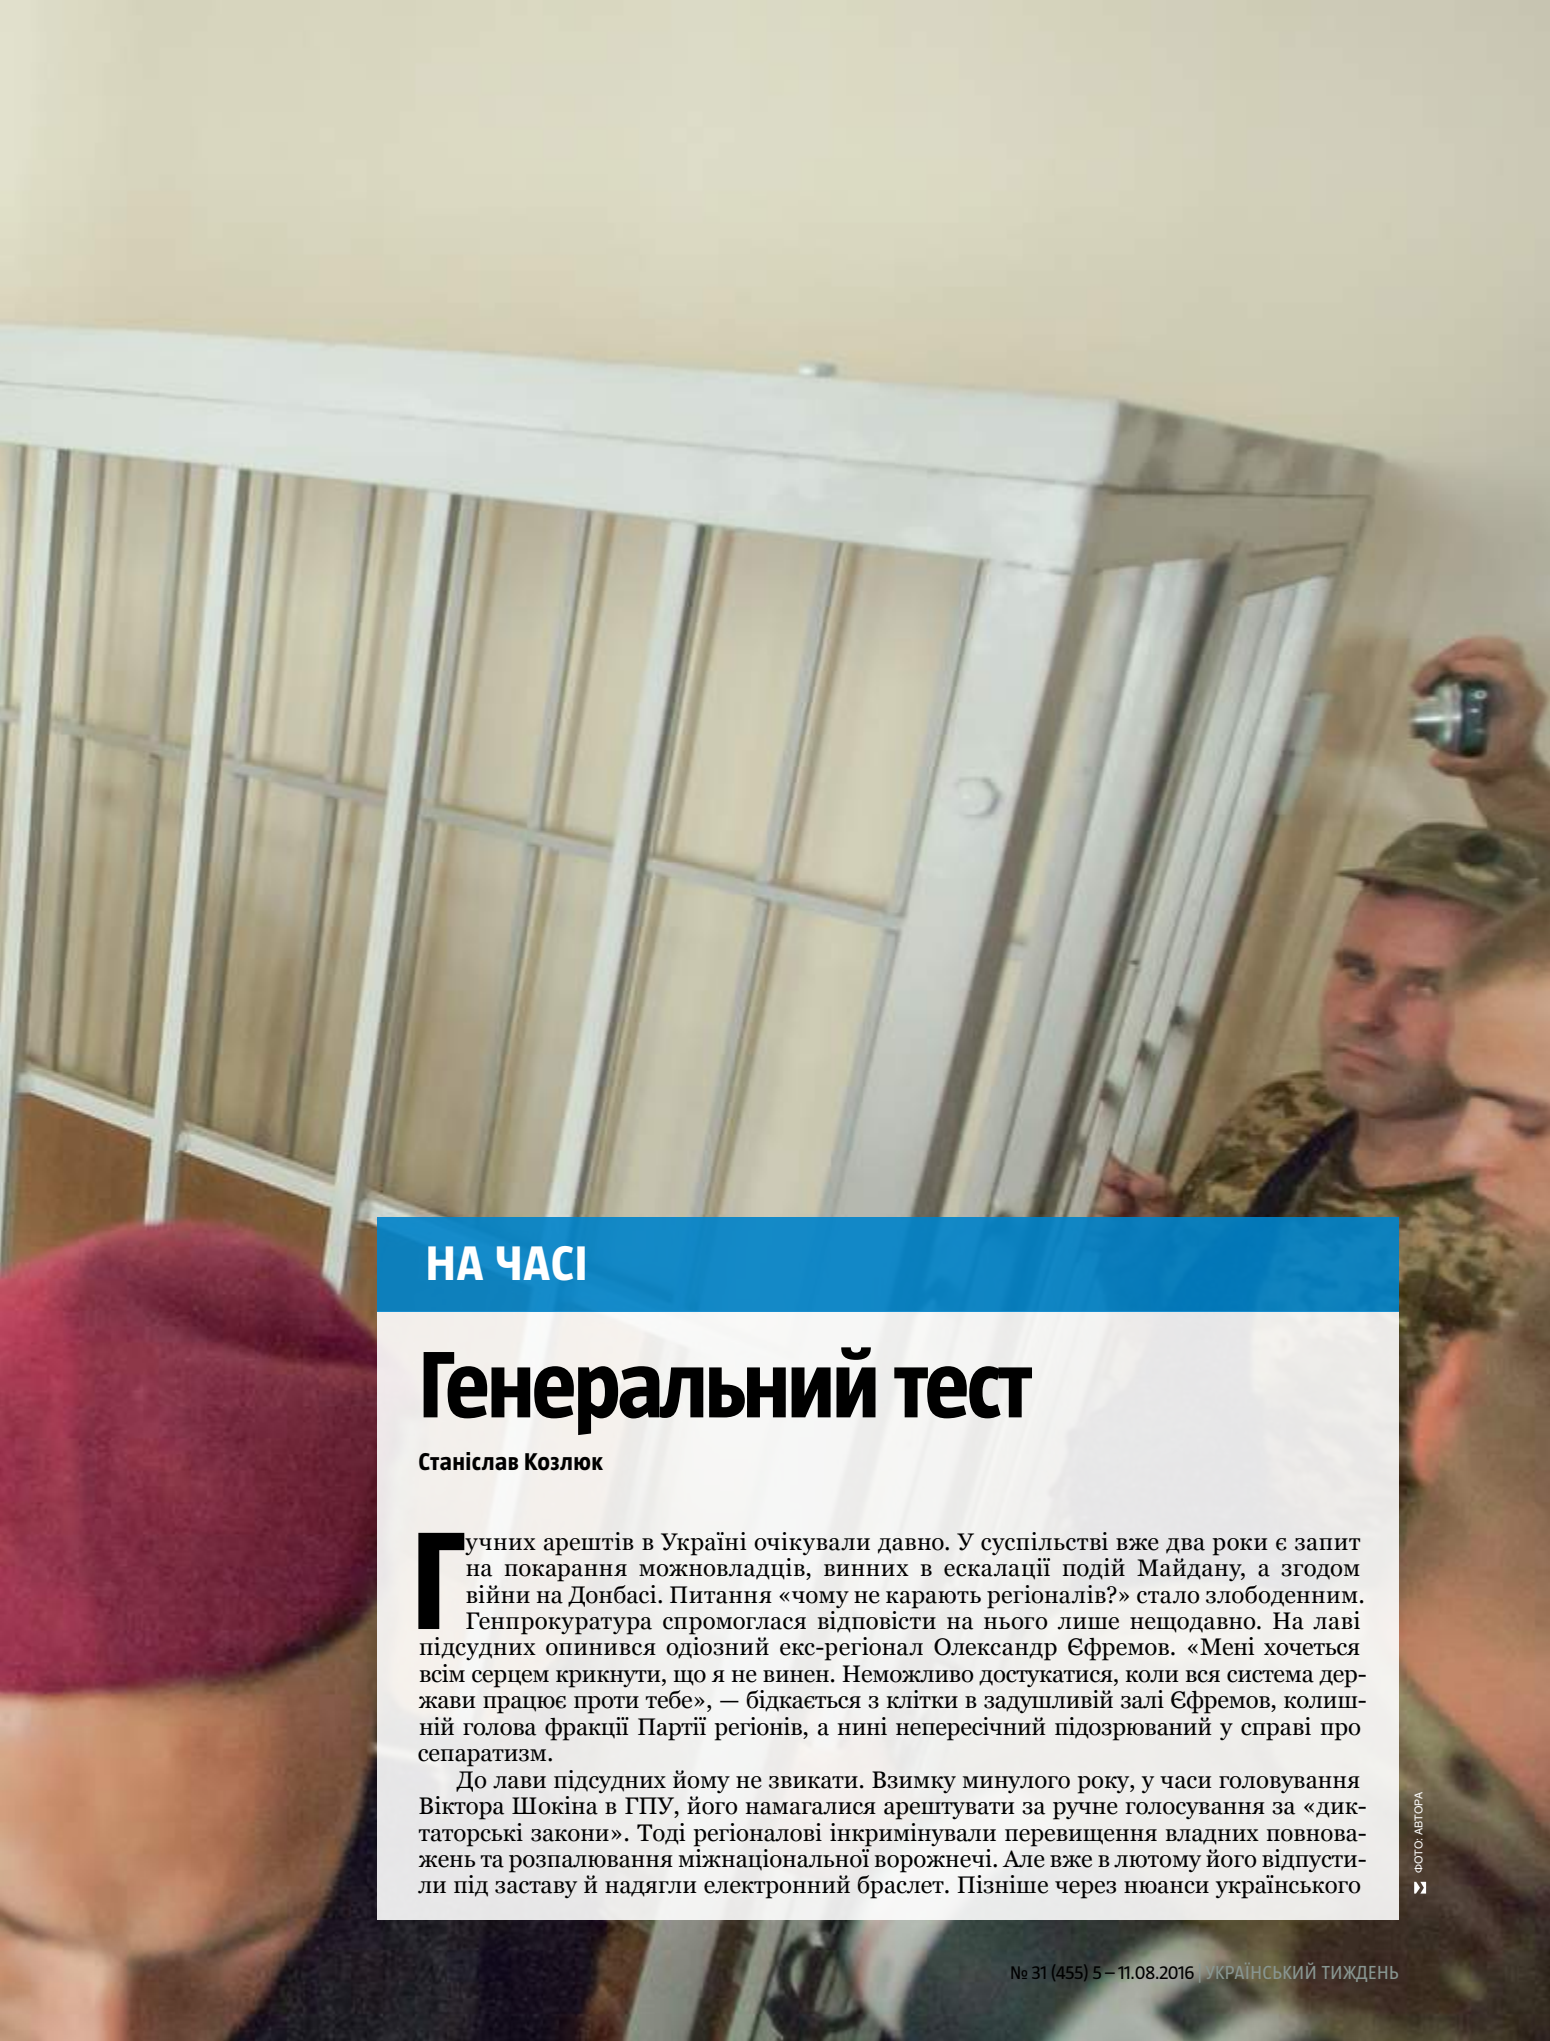 НА ЧАСІ
Генеральний тест
Станіслав Козлюк
Гучних арештів в Україні очікували давно. У суспільстві вже два роки є запит
на покарання можновладців, винних в ескалації подій Майдану, а згодом
війни на Донбасі. Питання «чому не карають регіоналів?» стало злободенним.
Генпрокуратура спромоглася відповісти на нього лише нещодавно. На лаві
підсудних опинився одіозний екс-регіонал Олександр Єфремов. «Мені хочеться
всім серцем крикнути, що я не винен. Неможливо достукатися, коли вся система дер-
жави працює проти тебе», — бідкається з клітки в задушливій залі Єфремов, колиш-
ній голова фракції Партії регіонів, а нині непересічний підозрюваний у справі про
сепаратизм.
До лави підсудних йому не звикати. Взимку минулого року, у часи головування
Віктора Шокіна в ГПУ, його намагалися арештувати за ручне голосування за «дик-
таторські закони». Тоді регіоналові інкримінували перевищення владних повнова-
жень та розпалювання міжнаціональної ворожнечі. Але вже в лютому його відпусти-
ли під заставу й надягли електронний браслет. Пізніше через нюанси українського
ФОТО: АВТОРА
№ 31 (455) 5 – 11.08.2016 | УКРАЇНСЬКИЙ ТИЖДЕНЬ